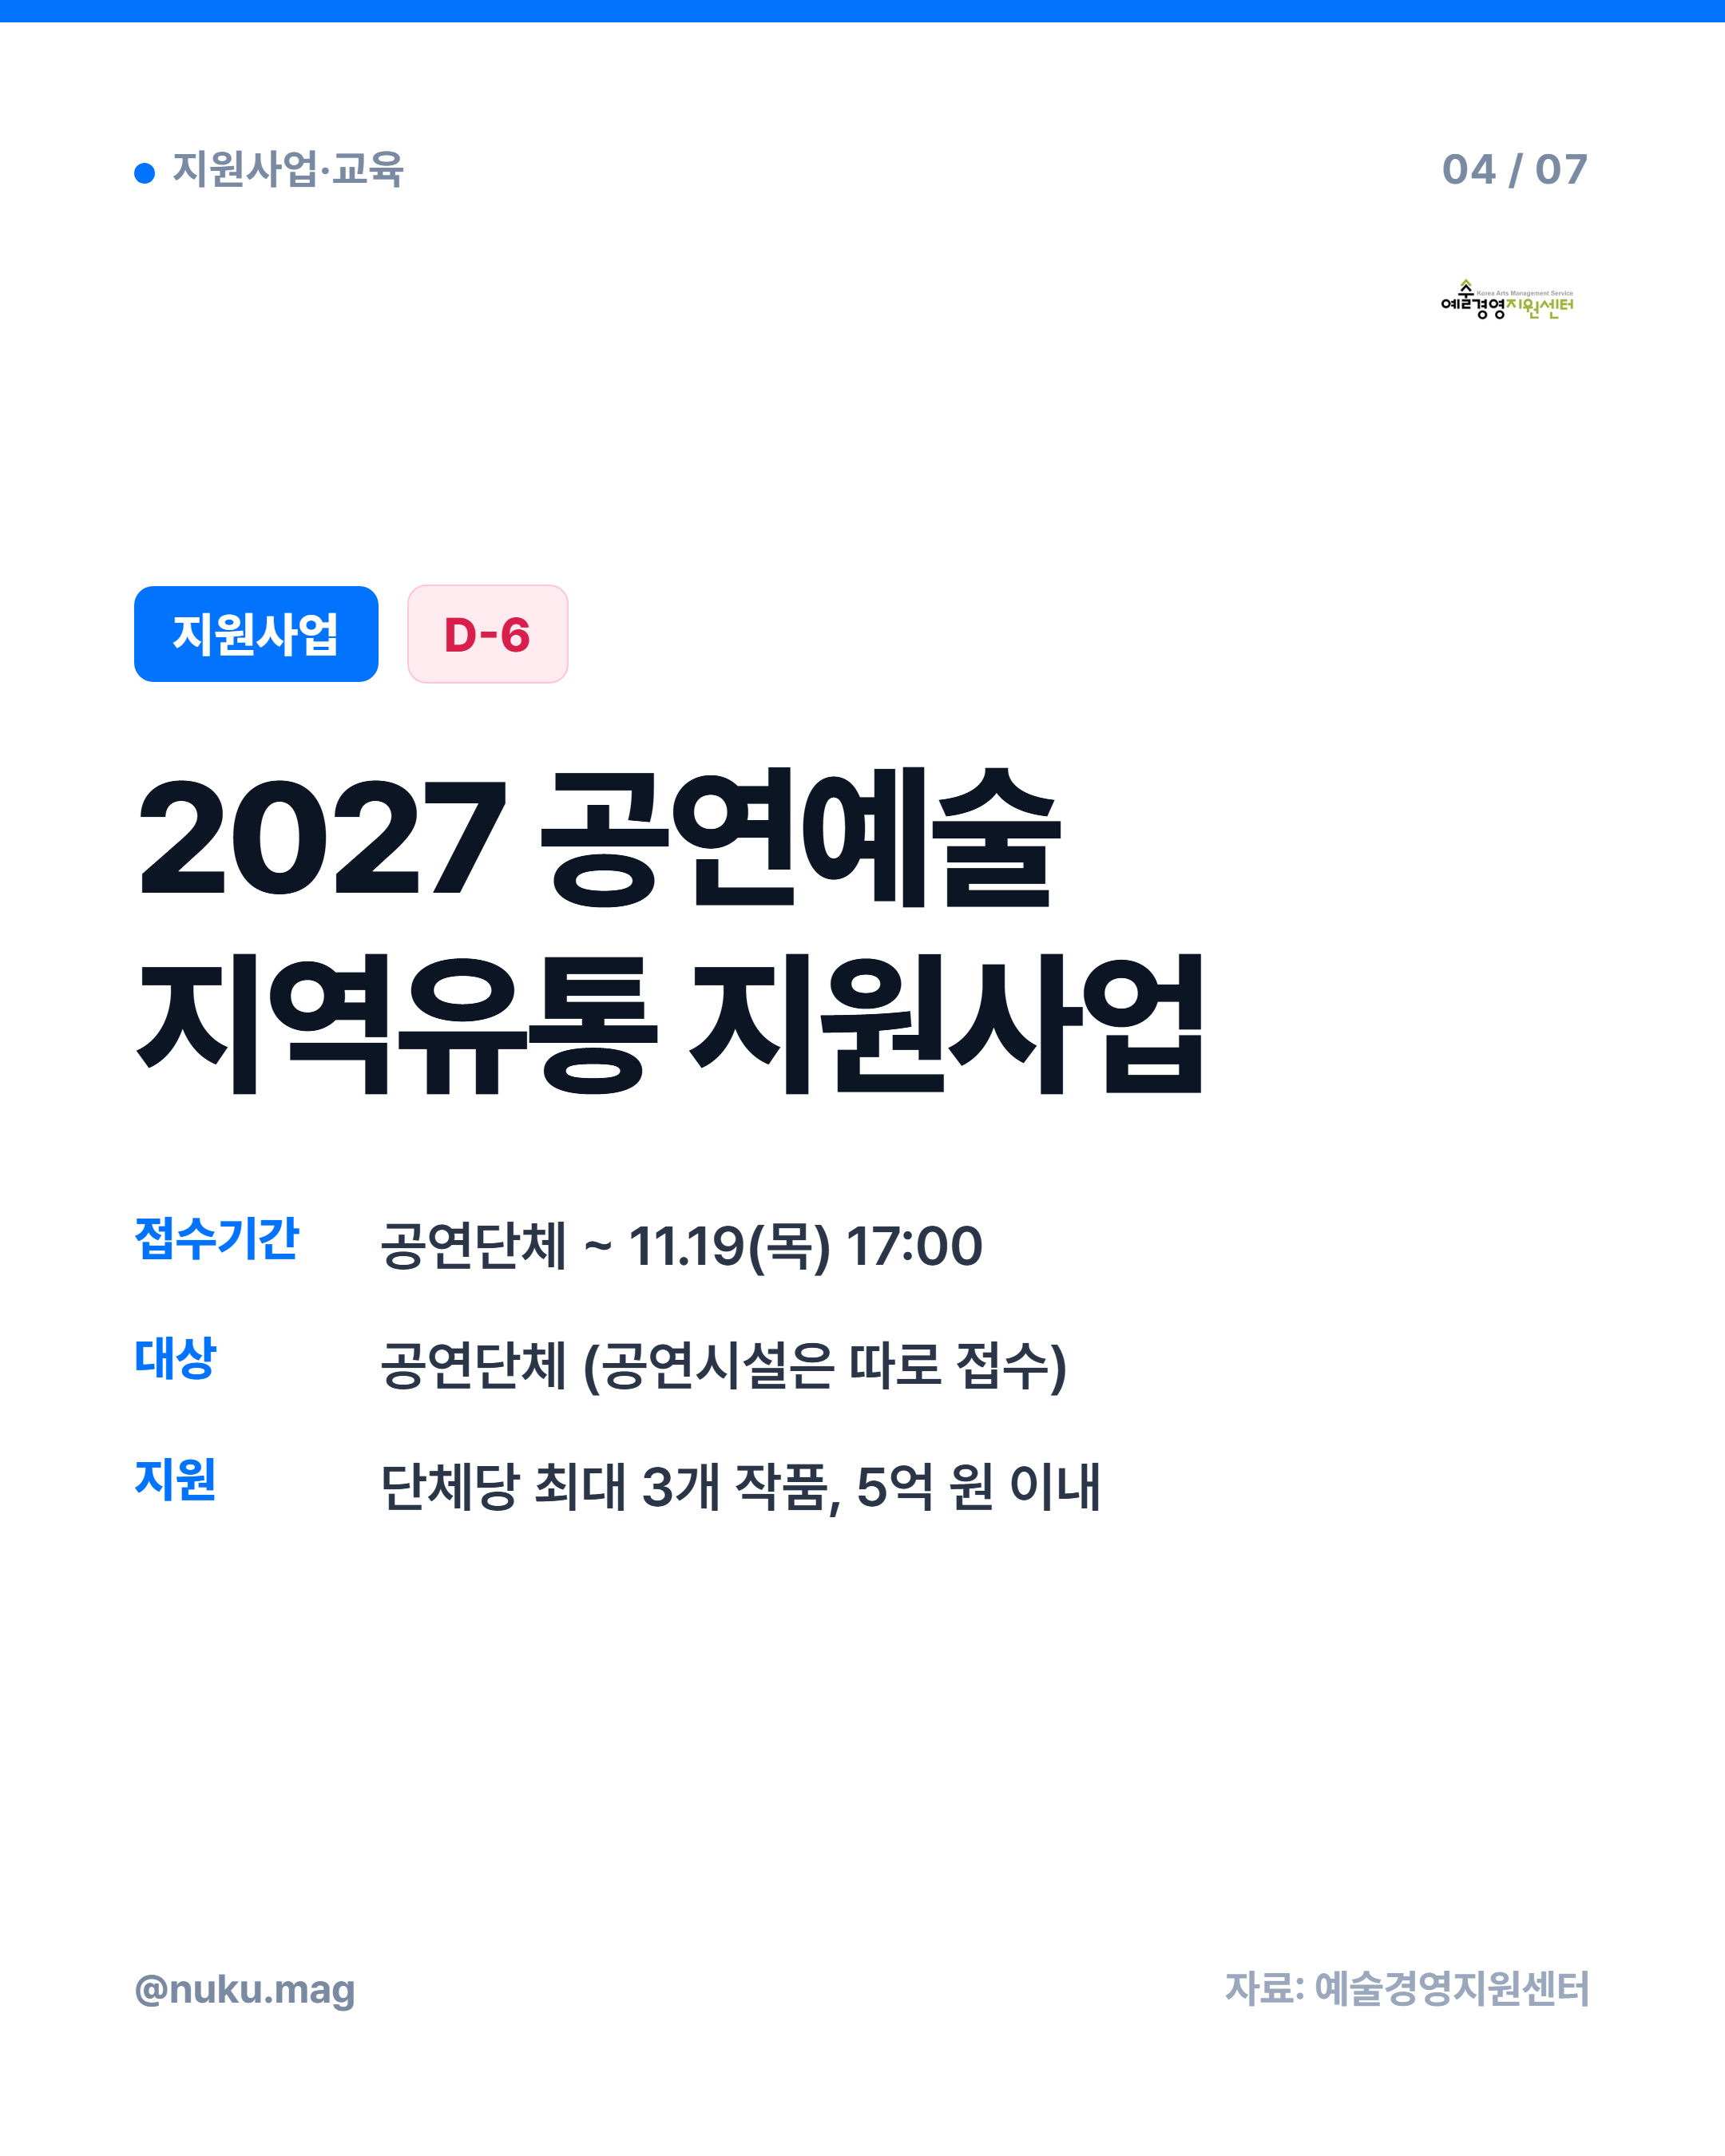 지원사업·교육
04 / 07
Korea Arts Management Service
예술경영지원센터
지원사업
D-6
2027 공연예술
지역유통 지원사업
접수기간 공연단체 ~ 11.19(목) 17:00
대상 공연단체 (공연시설은 따로 접수)
지원 단체당 최대 3개 작품, 5억 원 이내
@nuku.mag
자료: 예술경영지원센터